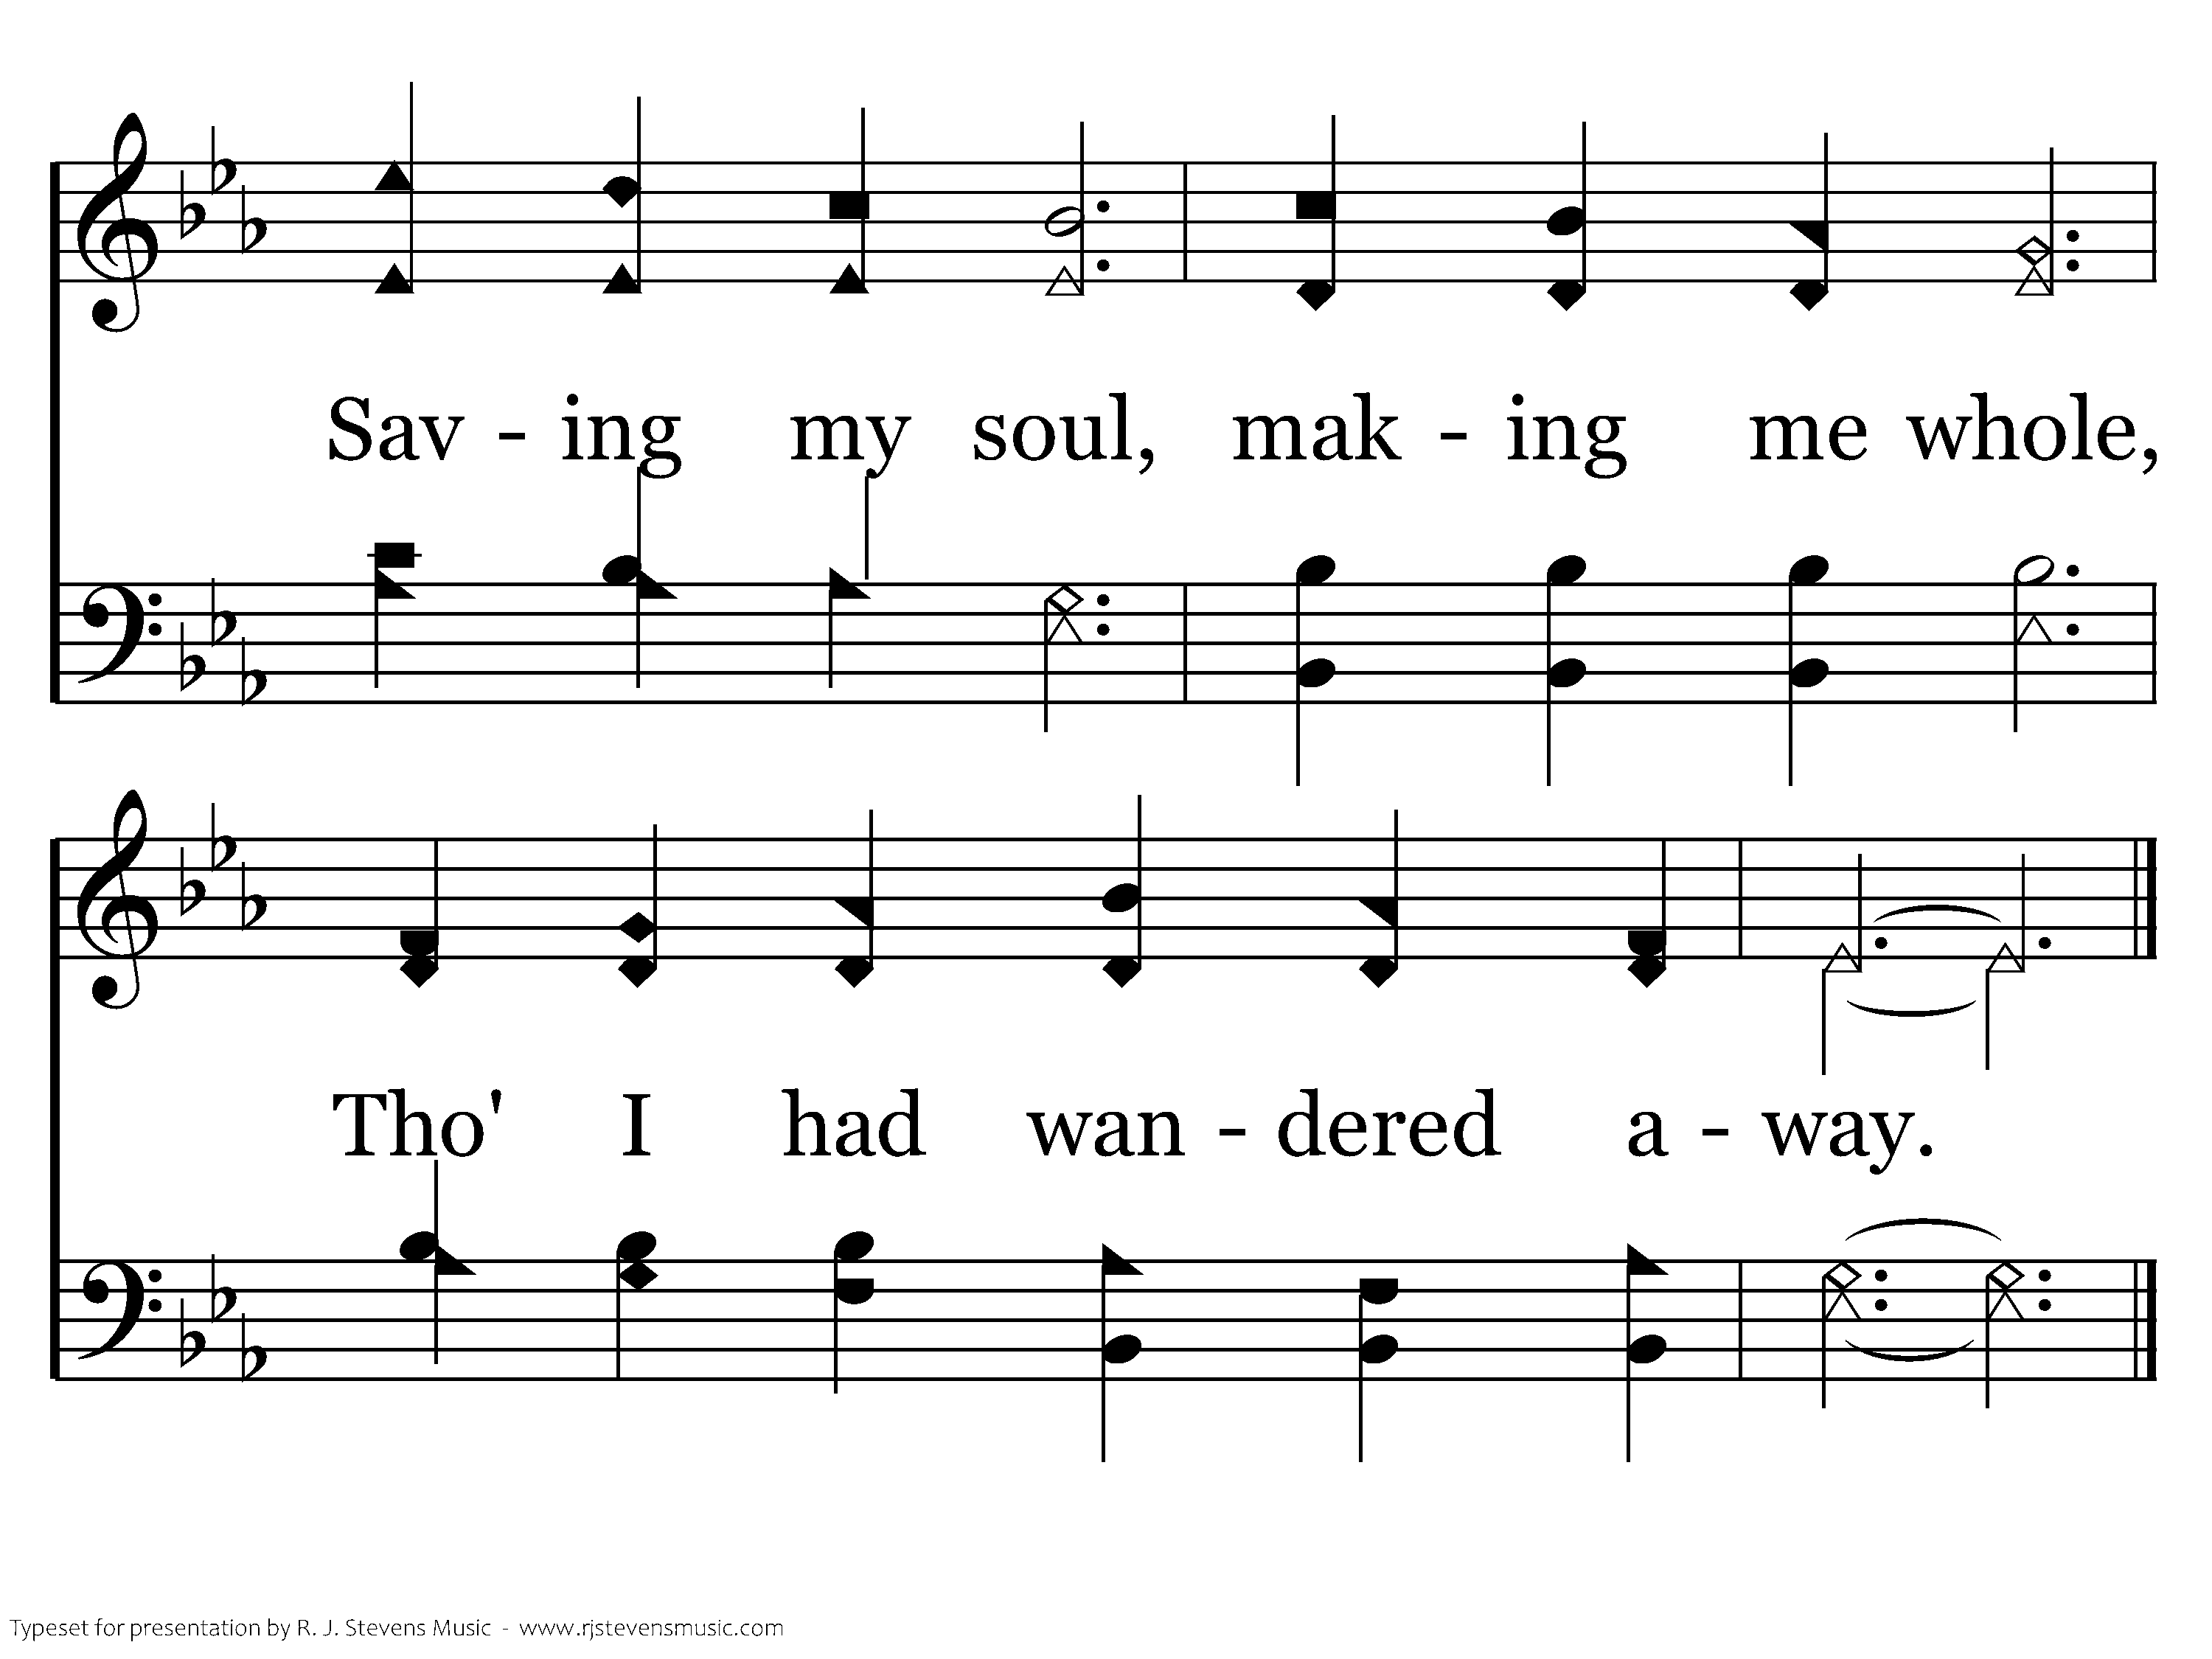 Sav - ing my soul, mak - ing me whole,
Tho' I had wan - dered a - way.
Typeset for presentation by R. J. Stevens Music - www.rjstevensmusic.com